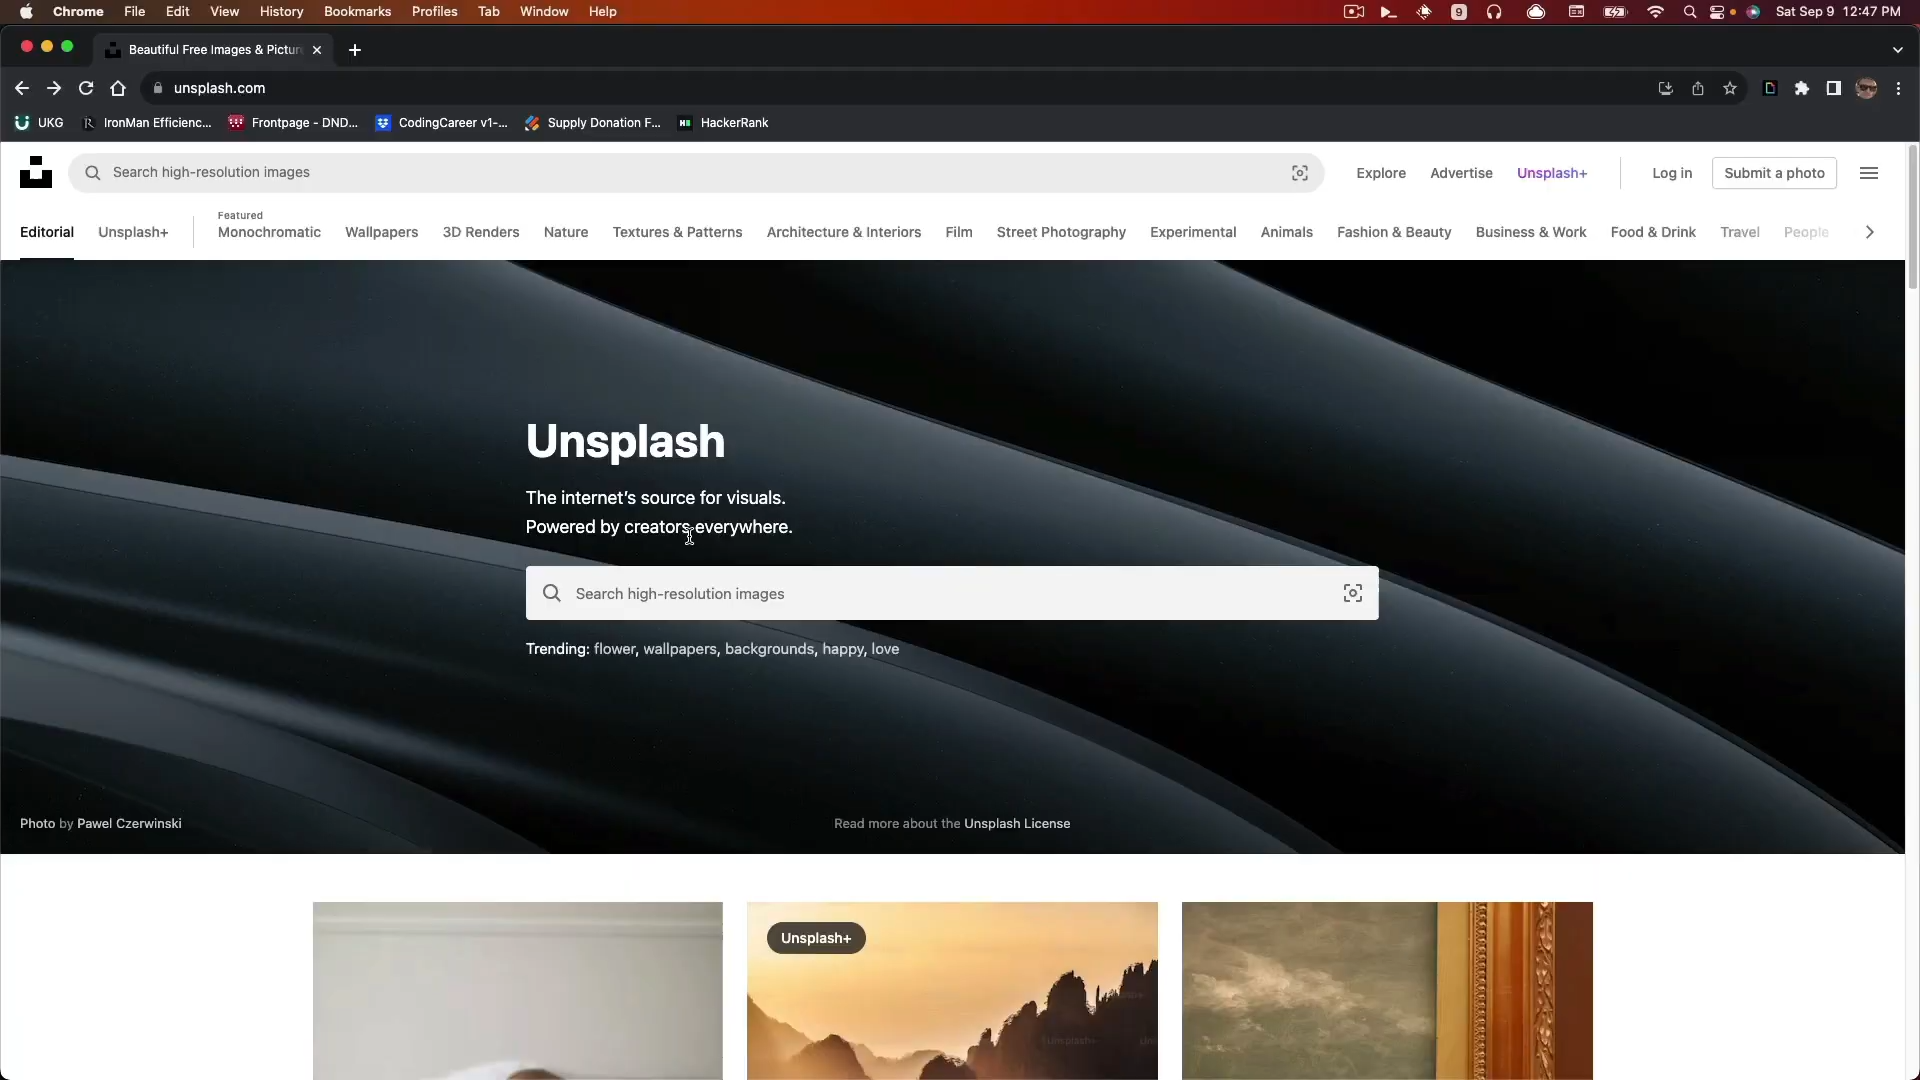 Chrome File Edit View History Bookmarks Profiles Tab Window Help 9 Sat Sep 9 12:47 PM
Beautiful Free Images & Pictur
unsplash.com
UKG IronMan Efficienc... Frontpage - DND... CodingCareer v1-... Supply Donation F... HackerRank
Search high-resolution images Explore Advertise Unsplash+ Log in Submit a photo
Featured
Editorial Unsplash+ Monochromatic Wallpapers 3D Renders Nature Textures & Patterns Architecture & Interiors Film Street Photography Experimental Animals Fashion & Beauty Business & Work Food & Drink Travel People
Unsplash
The internet's source for visuals.
Powered by creators everywhere.
Search high-resolution images
Trending: flower, wallpapers, backgrounds, happy, love
Photo by Pawel Czerwinski Read more about the Unsplash License
Unsplash+